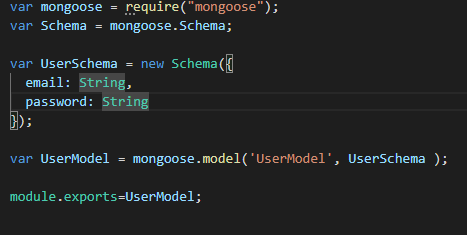 var mongoose = require("mongoose");
var Schema = mongoose.Schema;
var UserSchema = new Schema({
email: String,
password: String
});
var UserModel = mongoose.model('UserModel', UserSchema );
module.exports=UserModel;